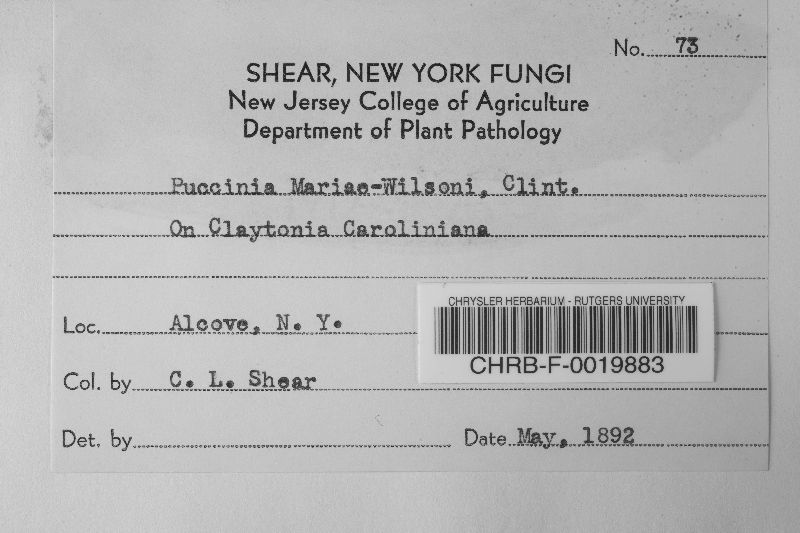 No. 73
SHEAR, NEW YORK FUNGI
New Jersey College of Agriculture
Department of Plant Pathology
Puccinia Mariae-Wilsoni, Clint.
On Claytonia Caroliniana
Loc. Alcove, N. Y.
CHRYSLER HERBARIUM - RUTGERS UNIVERSITY
CHRB-F-0019883
Col. by C. L. Shear
Det. by Date May, 1892